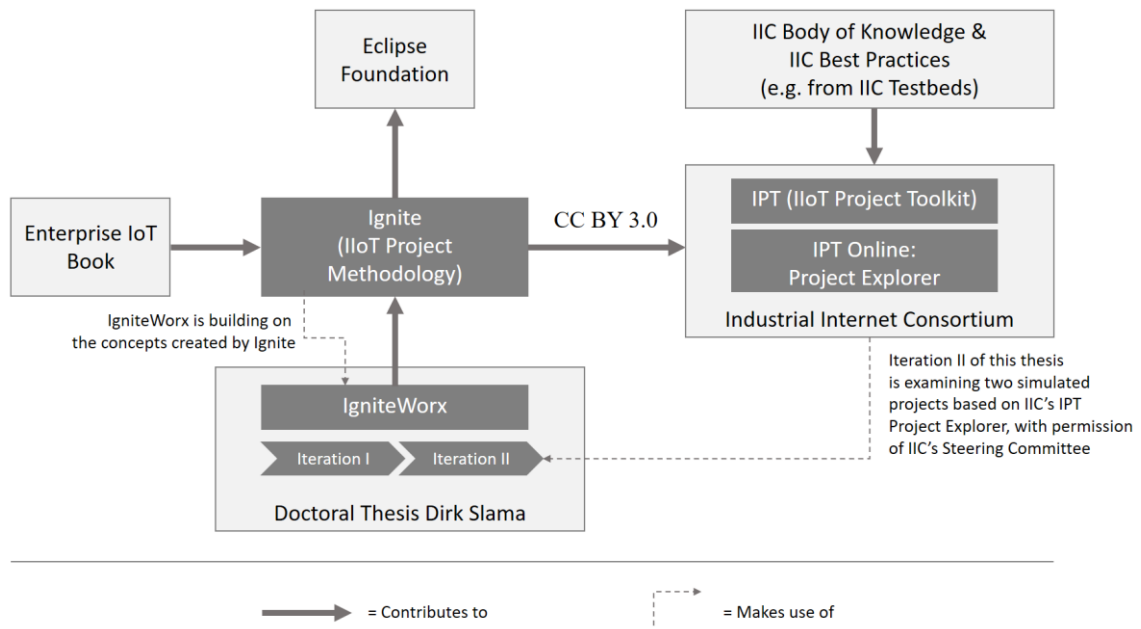 Eclipse
Foundation
IIC Body of Knowledge &
IIC Best Practices
(e.g. from IIC Testbeds)
Enterprise IoT
Book
Ignite
(IIoT Project
Methodology)
CC BY 3.0
IPT (IIoT Project Toolkit)
IPT Online:
Project Explorer
Industrial Internet Consortium
IgniteWorx is building on
the concepts created by Ignite
IgniteWorx
Iteration I
Iteration II
Doctoral Thesis Dirk Slama
Iteration II of this thesis
is examining two simulated
projects based on IIC’s IPT
Project Explorer, with permission
of IIC’s Steering Committee
= Contributes to
= Makes use of